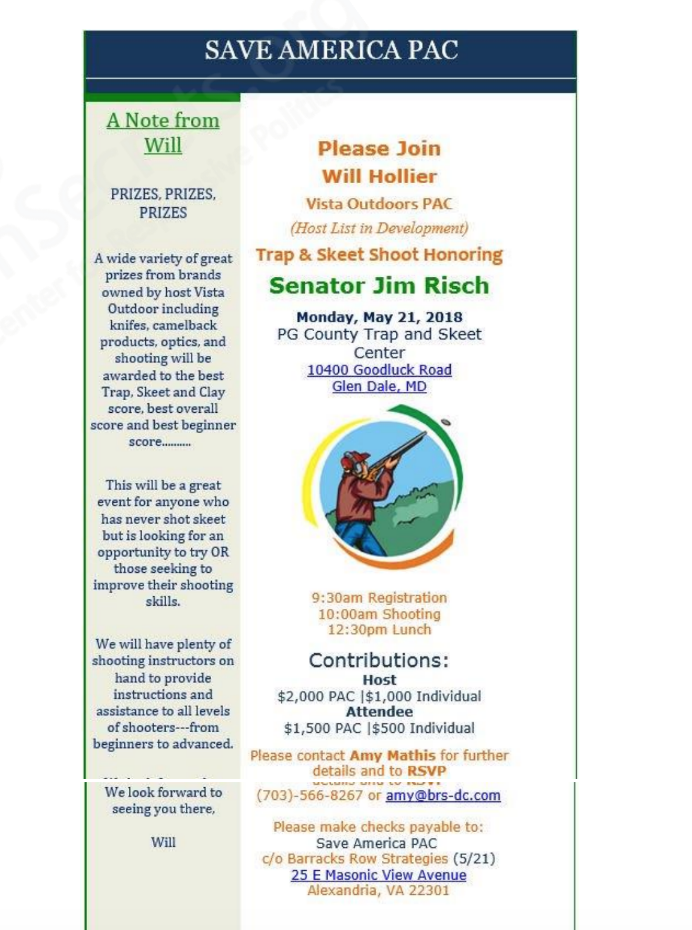 SAVE AMERICA PAC
A Note from
Will
PRIZES, PRIZES,
PRIZES
A wide variety of great
prizes from brands
owned by host Vista
Outdoor including
knifes, camelback
products, optics, and
shooting will be
awarded to the best
Trap, Skeet and Clay
score, best overall
score and best beginner
score..........
This will be a great
event for anyone who
has never shot skeet
but is looking for an
opportunity to try OR
those seeking to
improve their shooting
skills.
We will have plenty of
shooting instructors on
hand to provide
instructions and
assistance to all levels
of shooters---from
beginners to advanced.
We look forward to
seeing you there,
Will
Please Join
Will Hollier
Vista Outdoors PAC
(Host List in Development)
Trap & Skeet Shoot Honoring
Senator Jim Risch
Monday, May 21, 2018
PG County Trap and Skeet
Center
10400 Goodluck Road
Glen Dale, MD
9:30am Registration
10:00am Shooting
12:30pm Lunch
Contributions:
Host
$2,000 PAC |$1,000 Individual
Attendee
$1,500 PAC |$500 Individual
Please contact Amy Mathis for further
details and to RSVP
(703)-566-8267 or amy@brs-dc.com
Please make checks payable to:
Save America PAC
c/o Barracks Row Strategies (5/21)
25 E Masonic View Avenue
Alexandria, VA 22301